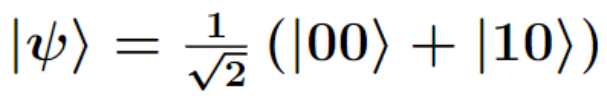 |ψ⟩ = 1/√2 (|00⟩ + |10⟩)